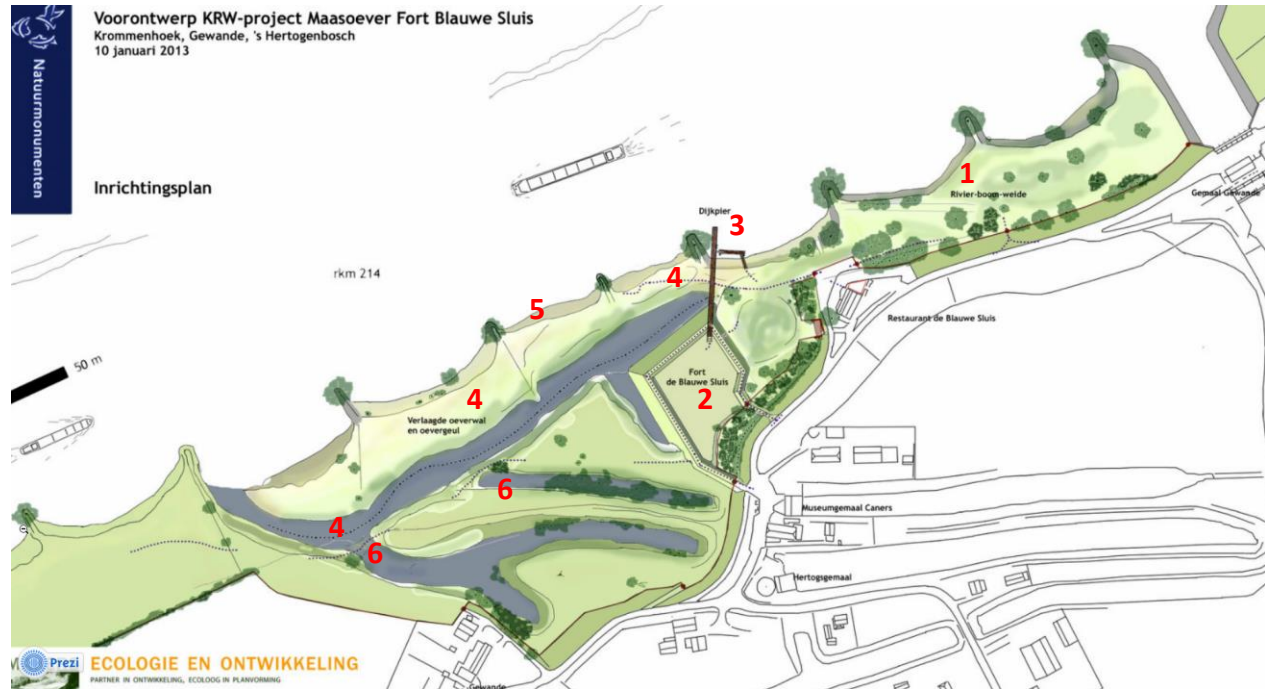 Natuurmonumenten
Voorontwerp KRW-project Maasoever Fort Blauwe Sluis
Krommenhoek, Gewande, 's Hertogenbosch
10 januari 2013
Inrichtingsplan
1
Rivier-boom-weide
Gemaal Gewande
Dijkpier
3
rkm 214
4
5
Restaurant de Blauwe Sluis
50 m
Fort
de Blauwe Sluis
2
4
Verlaagde oeverwal
en oevergeul
6
Museumgemaal Caners
4
6
Hertogsgemaal
M
Prezi
ECOLOGIE EN ONTWIKKELING
PARTNER IN ONTWIKKELING, ECOLOOG IN PLANVORMING
Gewande